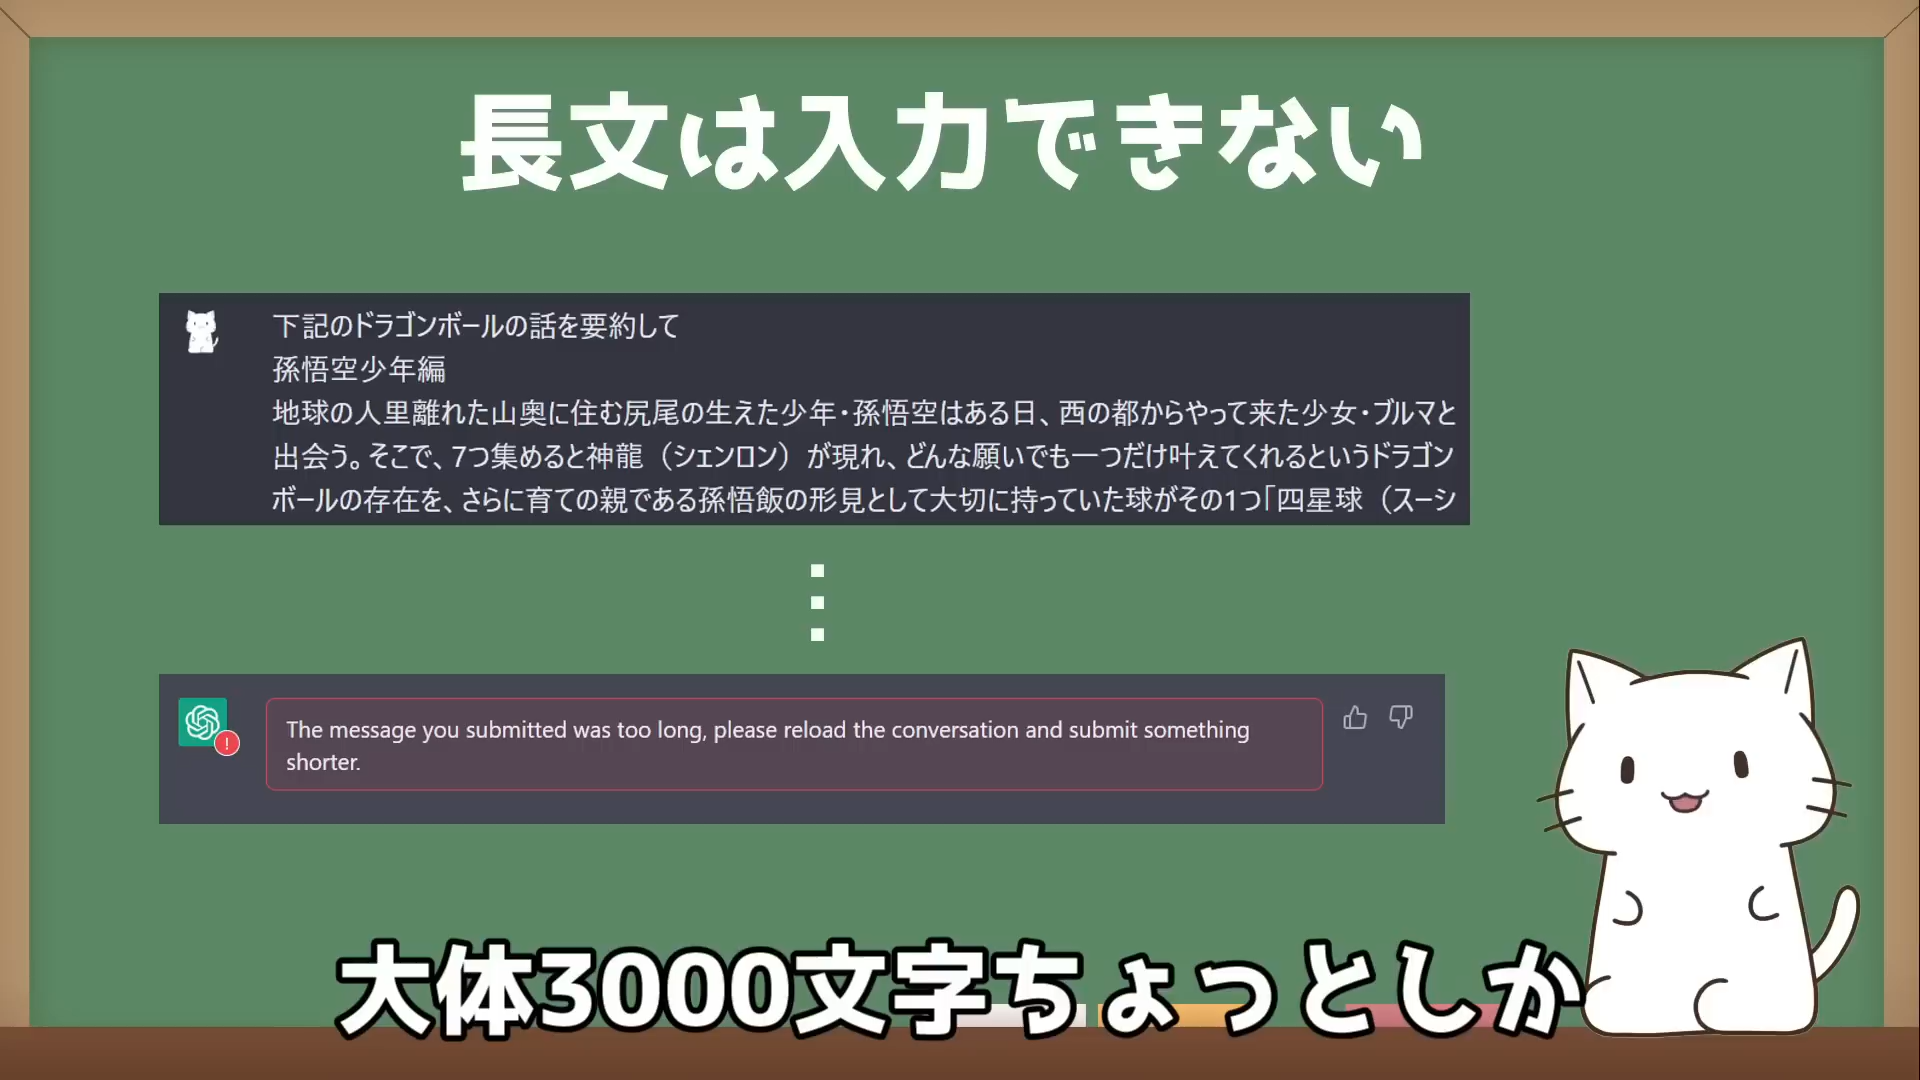 長文は入力できない
下記のドラゴンボールの話を要約して
孫悟空少年編
地球の人里離れた山奥に住む尻尾の生えた少年・孫悟空はある日、西の都からやって来た少女・ブルマと
出会う。そこで、7つ集めると神龍（シェンロン）が現れ、どんな願いでも一つだけ叶えてくれるというドラゴン
ボールの存在を、さらに育ての親である孫悟飯の形見として大切に持っていた球がその1つ「四星球（スーシ
The message you submitted was too long, please reload the conversation and submit something
shorter.
大体3000文字ちょっとしか